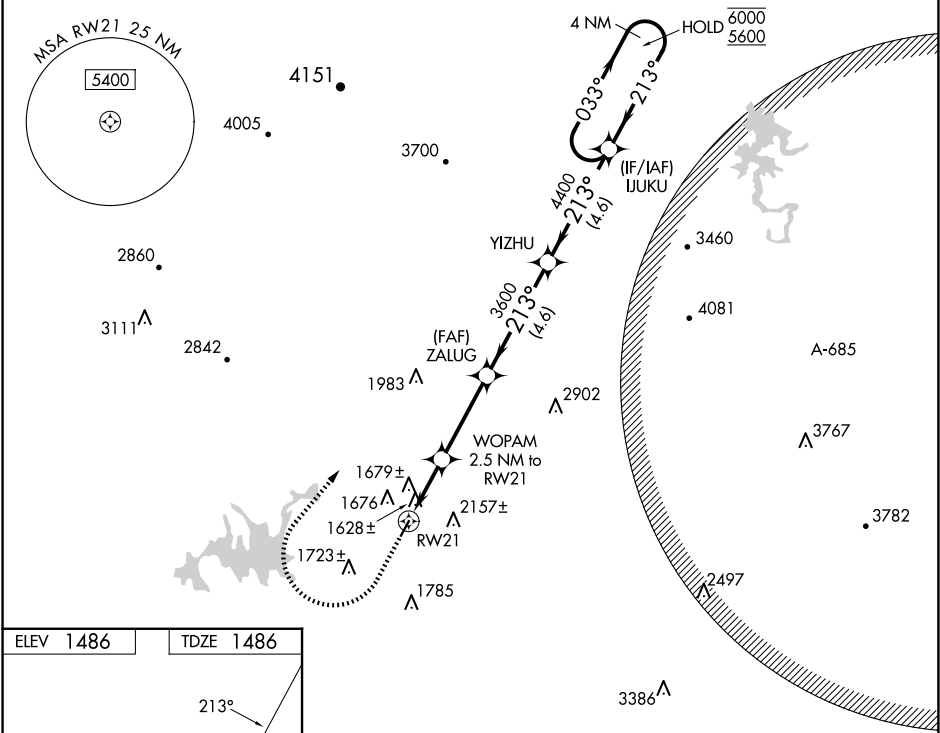 MSA RW21 25 NM
5400
4151
4005
3700
2860
3111
2842
4 NM
HOLD
6000
5600
033°
213°
(IF/IAF)
IJUKU
4400
213°
(4.6)
YIZHU
3600
213°
(4.6)
(FAF)
ZALUG
1983
2902
3460
4081
A-685
3767
3782
WOPAM
2.5 NM to
RW21
1679±
1676
1628±
2157±
RW21
1723±
1785
2497
3386
ELEV 1486
TDZE 1486
213°